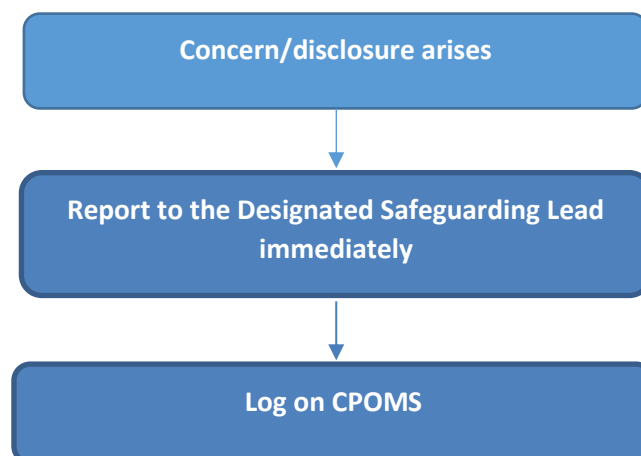 Concern/disclosure arises
Report to the Designated Safeguarding Lead
immediately
Log on CPOMS